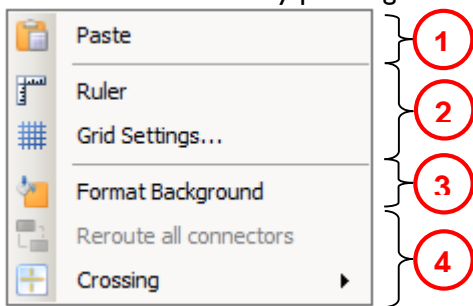 Paste
1
Ruler
2
Grid Settings...
3
Format Background
Reroute all connectors
4
Crossing